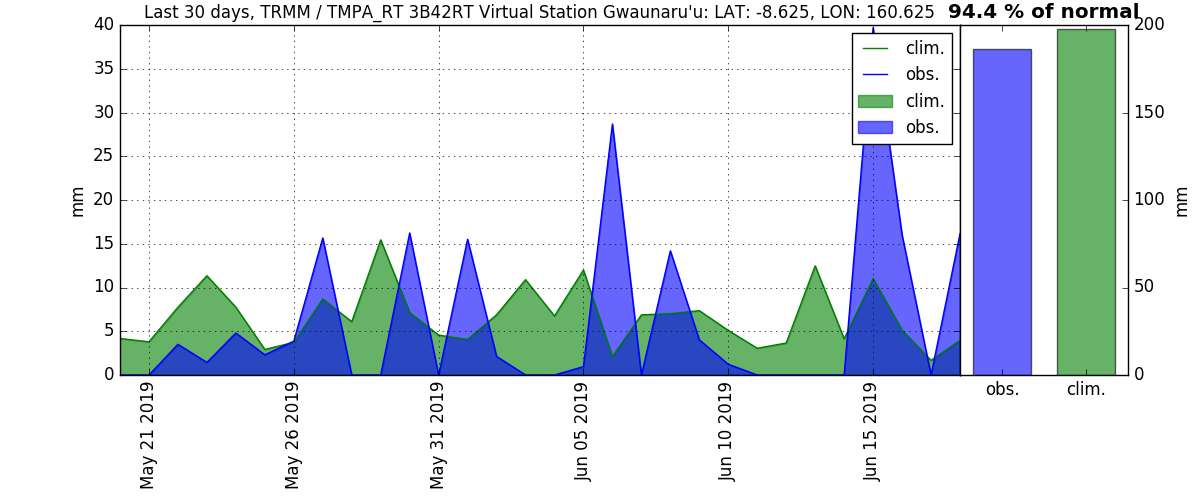 Last 30 days, TRMM / TMPA_RT 3B42RT Virtual Station Gwaunaru'u: LAT: -8.625, LON: 160.625
94.4 % of normal
40
35
30
25
20
15
10
5
0
mm
clim.
obs.
clim.
obs.
May 21 2019
May 26 2019
May 31 2019
Jun 05 2019
Jun 10 2019
Jun 15 2019
200
150
100
50
0
mm
obs.
clim.